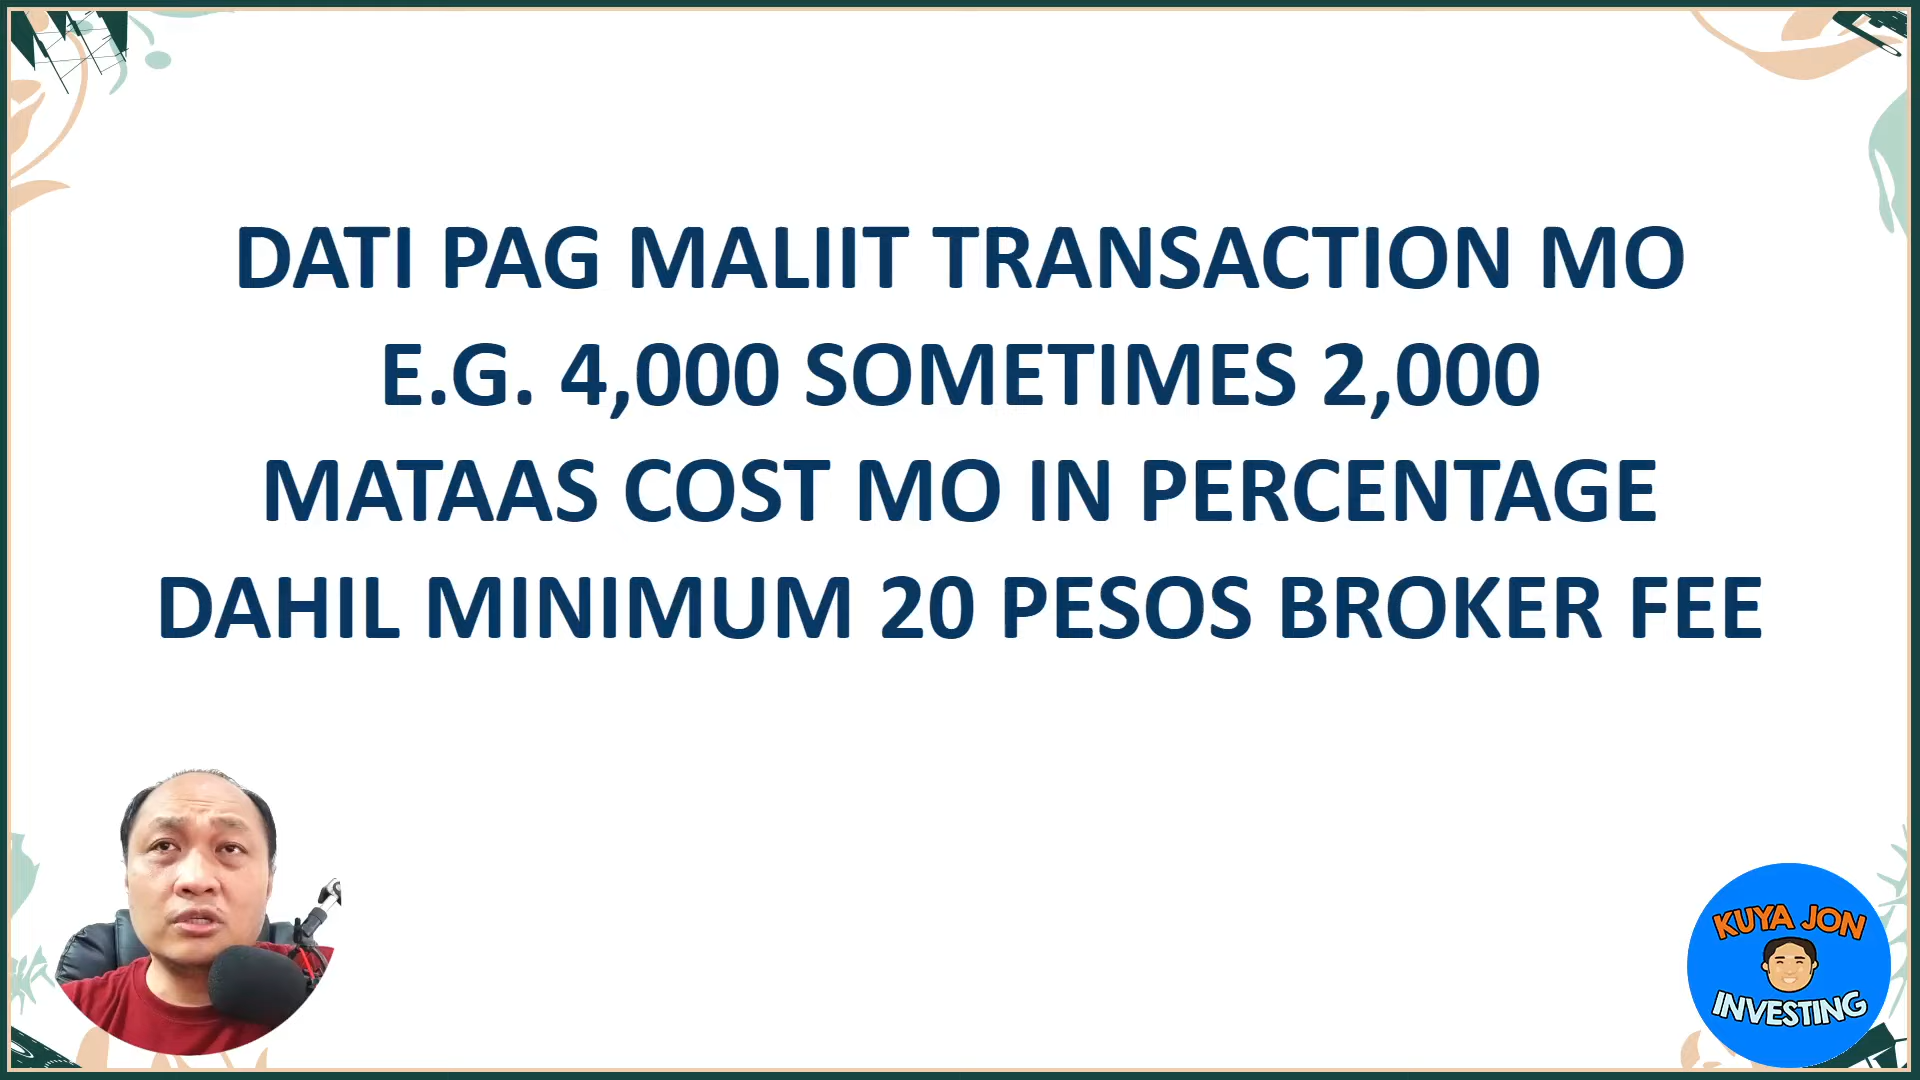 DATI PAG MALIIT TRANSACTION MO
E.G. 4,000 SOMETIMES 2,000
MATAAS COST MO IN PERCENTAGE
DAHIL MINIMUM 20 PESOS BROKER FEE
KUYA JON
INVESTING